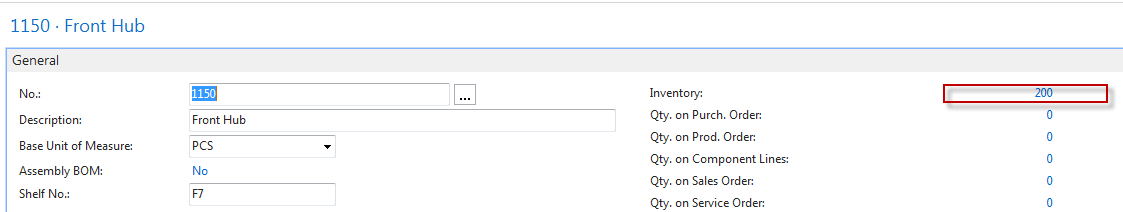 1150 · Front Hub
General
No.: 1150 ...
Description: Front Hub
Base Unit of Measure: PCS
Assembly BOM: No
Shelf No.: F7
Inventory: 200
Qty. on Purch. Order: 0
Qty. on Prod. Order: 0
Qty. on Component Lines: 0
Qty. on Sales Order: 0
Qty. on Service Order: 0